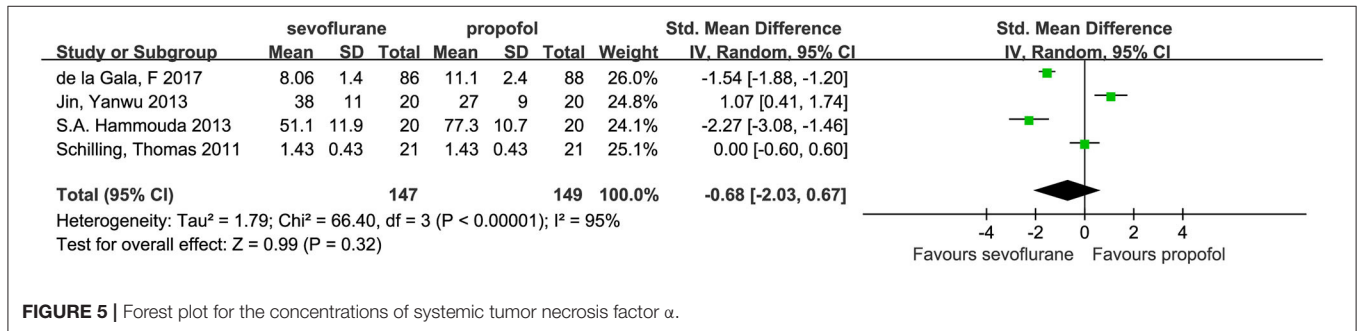 sevoflurane propofol Std. Mean Difference Std. Mean Difference
Study or Subgroup Mean SD Total Mean SD Total Weight IV, Random, 95% CI IV, Random, 95% CI
de la Gala, F 2017 8.06 1.4 86 11.1 2.4 88 26.0% -1.54 [-1.88, -1.20]
Jin, Yanwu 2013 38 11 20 27 9 20 24.8% 1.07 [0.41, 1.74]
S.A. Hammouda 2013 51.1 11.9 20 77.3 10.7 20 24.1% -2.27 [-3.08, -1.46]
Schilling, Thomas 2011 1.43 0.43 21 1.43 0.43 21 25.1% 0.00 [-0.60, 0.60]
Total (95% CI) 147 149 100.0% -0.68 [-2.03, 0.67]
Heterogeneity: Tau² = 1.79; Chi² = 66.40, df = 3 (P < 0.00001); I² = 95%
Test for overall effect: Z = 0.99 (P = 0.32)
-4 -2 0 2 4
Favours sevoflurane Favours propofol
FIGURE 5 | Forest plot for the concentrations of systemic tumor necrosis factor α.